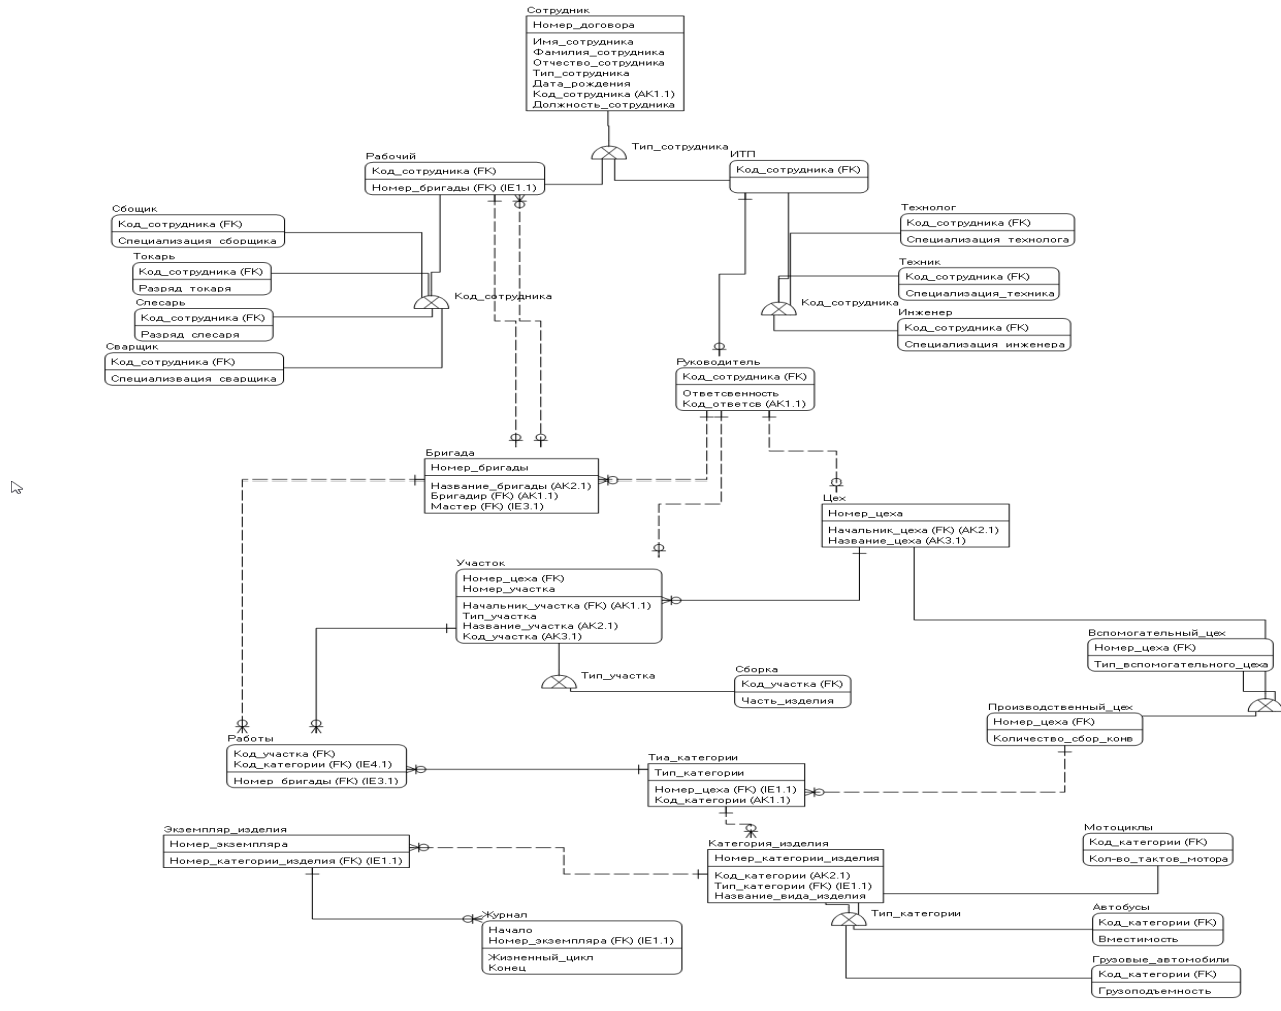 Сотрудник
Номер_договора
Имя_сотрудника
Фамилия_сотрудника
Отчество_сотрудника
Тип_сотрудника
Дата_рождения
Код_сотрудника (AK1.1)
Должность_сотрудника
Тип_сотрудника
Рабочий
Код_сотрудника (FK)
Номер_бригады (FK) (IE1.1)
ИТП
Код_сотрудника (FK)
Сбощик
Код_сотрудника (FK)
Специализация_сборщика
Токарь
Код_сотрудника (FK)
Разряд_токаря
Слесарь
Код_сотрудника (FK)
Разряд_слесаря
Сварщик
Код_сотрудника (FK)
Специализвация_сварщика
Код_сотрудника
Технолог
Код_сотрудника (FK)
Специализация_технолога
Техник
Код_сотрудника (FK)
Специализация_техника
Код_сотрудника
Инженер
Код_сотрудника (FK)
Специализация_инженера
Руководитель
Код_сотрудника (FK)
Ответсвенность
Код_ответсв (AK1.1)
Бригада
Номер_бригады
Название_бригады (AK2.1)
Бригадир (FK) (AK1.1)
Мастер (FK) (IE3.1)
Цех
Номер_цеха
Начальник_цеха (FK) (AK2.1)
Название_цеха (AK3.1)
Участок
Номер_цеха (FK)
Номер_участка
Начальник_участка (FK) (AK1.1)
Тип_участка
Название_участка (AK2.1)
Код_участка (AK3.1)
Тип_участка
Сборка
Код_участка (FK)
Часть_изделия
Вспомогательный_цех
Номер_цеха (FK)
Тип_вспомогательного_цеха
Производственный_цех
Номер_цеха (FK)
Количество_сбор_конв
Работы
Код_участка (FK)
Код_категории (FK) (IE4.1)
Номер_бригады (FK) (IE3.1)
Тиа_категории
Тип_категории
Номер_цеха (FK) (IE1.1)
Код_категории (AK1.1)
Экземпляр_изделия
Номер_экземпляра
Номер_категории_изделия (FK) (IE1.1)
Категория_изделия
Номер_категории_изделия
Код_категории (AK2.1)
Тип_категории (FK) (IE1.1)
Название_вида_изделия
Тип_категории
Мотоциклы
Код_категории (FK)
Кол-во_тактов_мотора
Автобусы
Код_категории (FK)
Вместимость
Грузовые_автомобили
Код_категории (FK)
Грузоподъемность
Журнал
Начало
Номер_экземпляра (FK) (IE1.1)
Жизненный_цикл
Конец